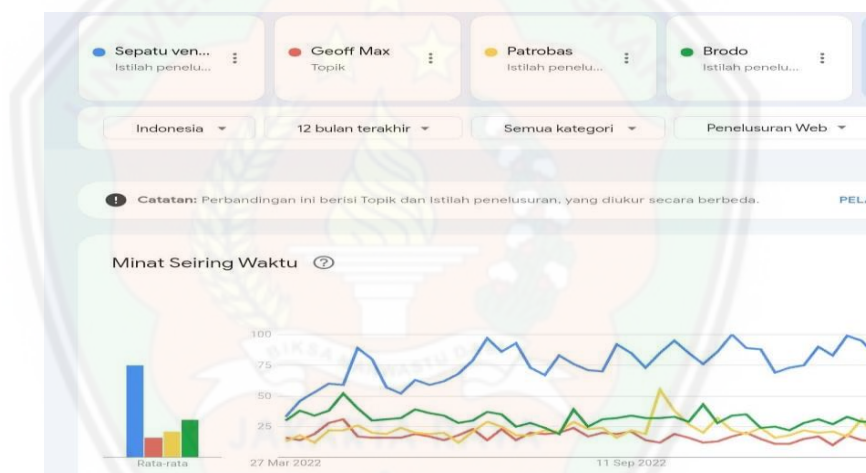 Sepatu ven...
Istilah penelu...
Geoff Max
Topik
Patrobas
Istilah penelu...
Brodo
Istilah penelu...
Indonesia
12 bulan terakhir
Semua kategori
Penelusuran Web
Catatan: Perbandingan ini berisi Topik dan Istilah penelusuran, yang diukur secara berbeda.
PEL
Minat Seiring Waktu
100
75
50
25
Rata-rata
27 Mar 2022
11 Sep 2022